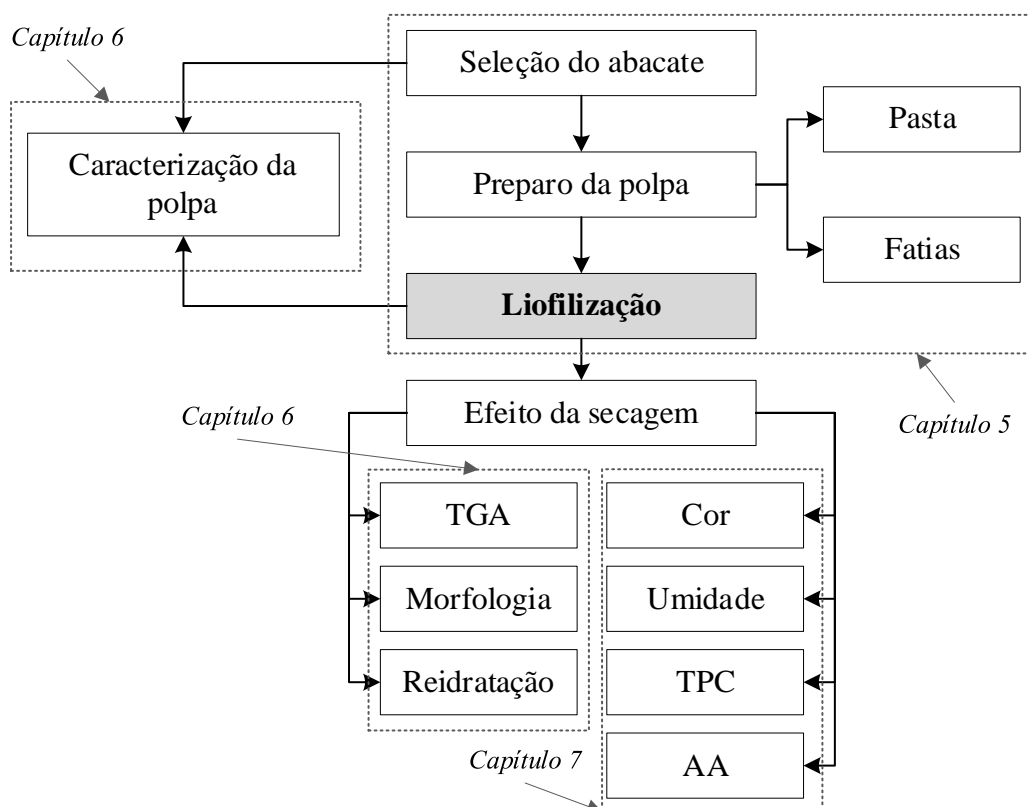 Capítulo 6
Seleção do abacate
Pasta
Caracterização da
polpa
Preparo da polpa
Fatias
Liofilização
Capítulo 6
Efeito da secagem
Capítulo 5
TGA
Cor
Morfologia
Umidade
Reidratação
TPC
Capítulo 7
AA